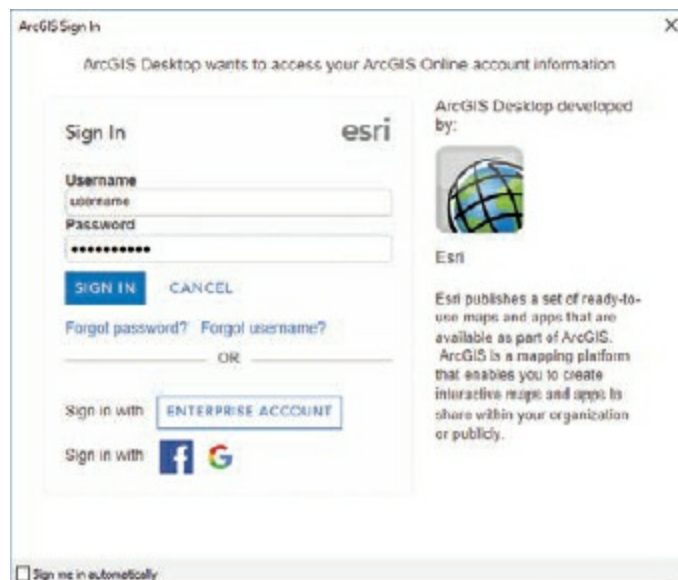 ArcGIS Sign In
ArcGIS Desktop wants to access your ArcGIS Online account information
Sign In
esri
Username
username
Password
••••••••••
SIGN IN
CANCEL
Forgot password?
Forgot username?
OR
Sign in with
ENTERPRISE ACCOUNT
Sign in with
f
G
ArcGIS Desktop developed
by:
Esri
Esri publishes a set of ready-to-
use maps and apps that are
available as part of ArcGIS.
ArcGIS is a mapping platform
that enables you to create
interactive maps and apps to
share within your organization
or publicly.
Sign me in automatically